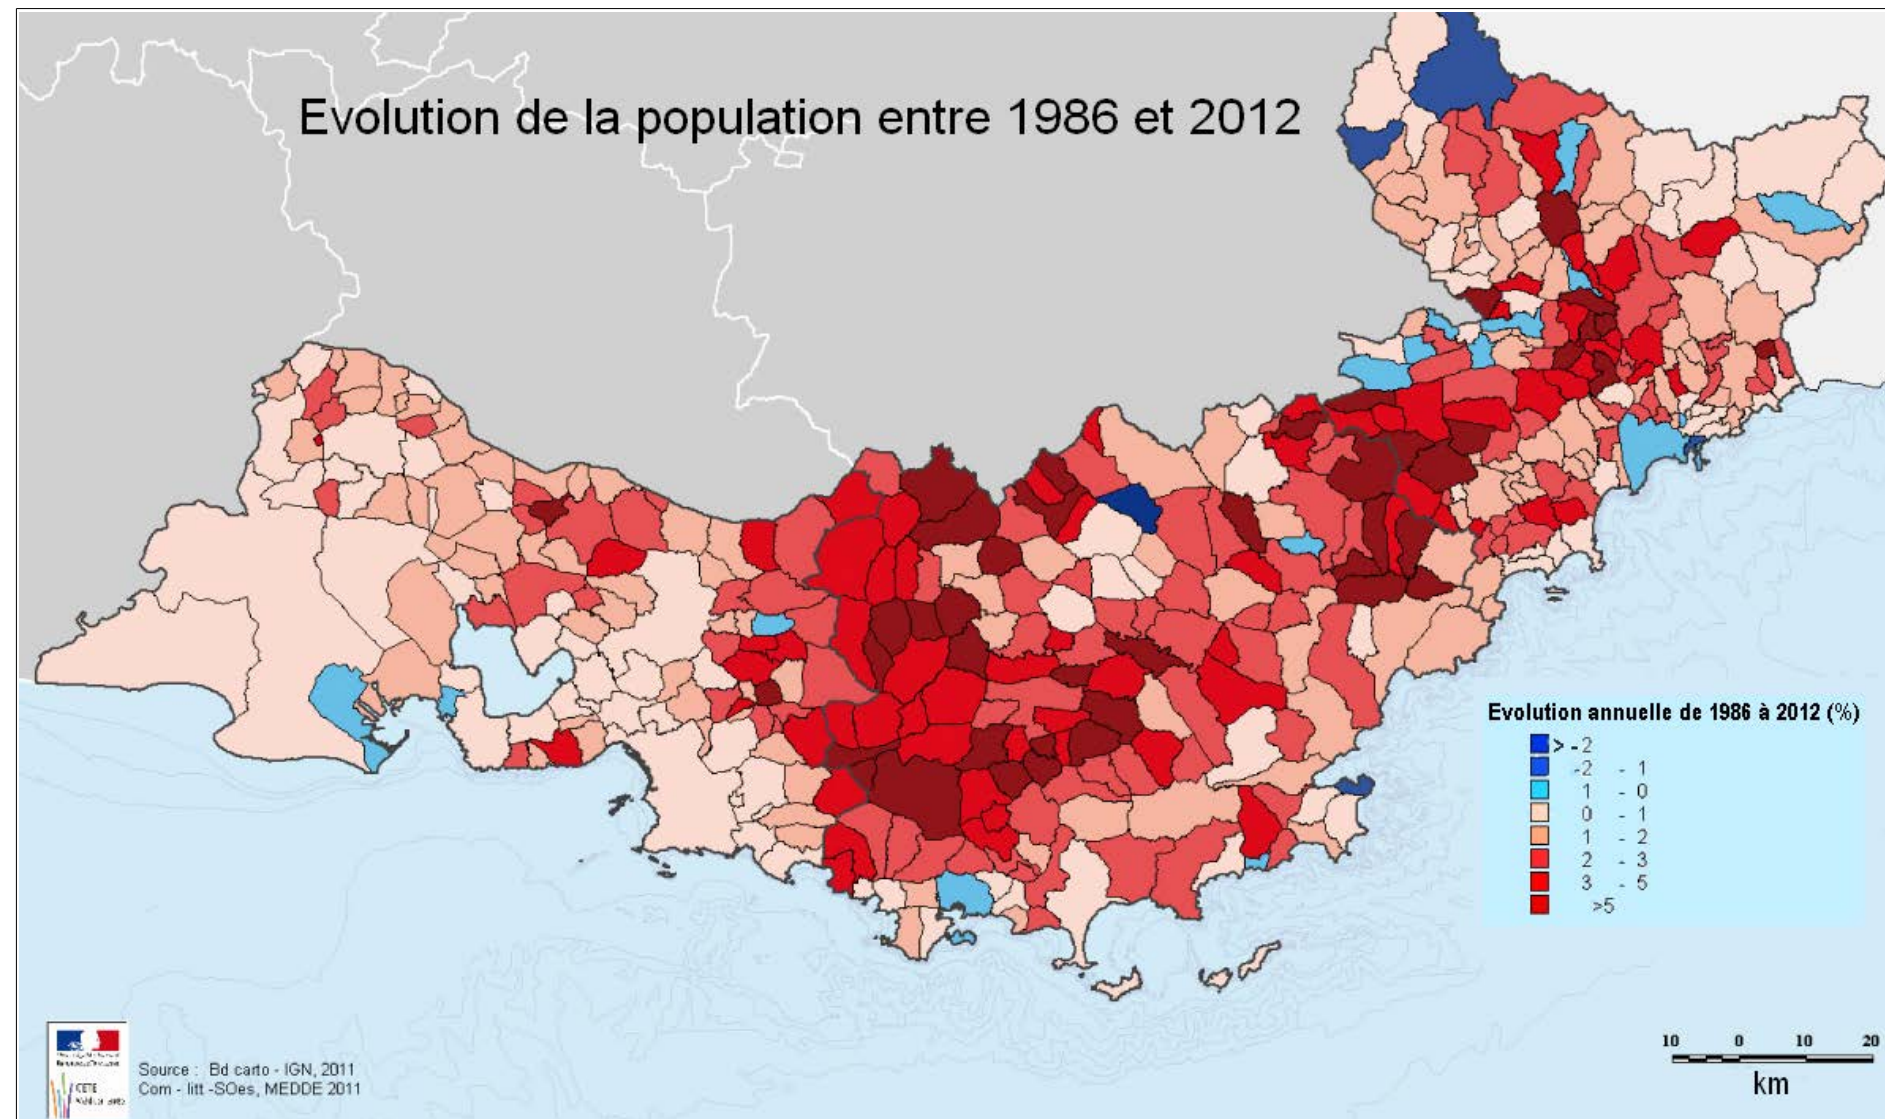 Evolution de la population entre 1986 et 2012
Evolution annuelle de 1986 à 2012 (%)
> - 2
-2 - 1
1 - 0
0 - 1
1 - 2
2 - 3
3 - 5
>5
10 0 10 20
km
Source : Bd carto - IGN, 2011
Com - litt -SOes, MEDDE 2011
CETE